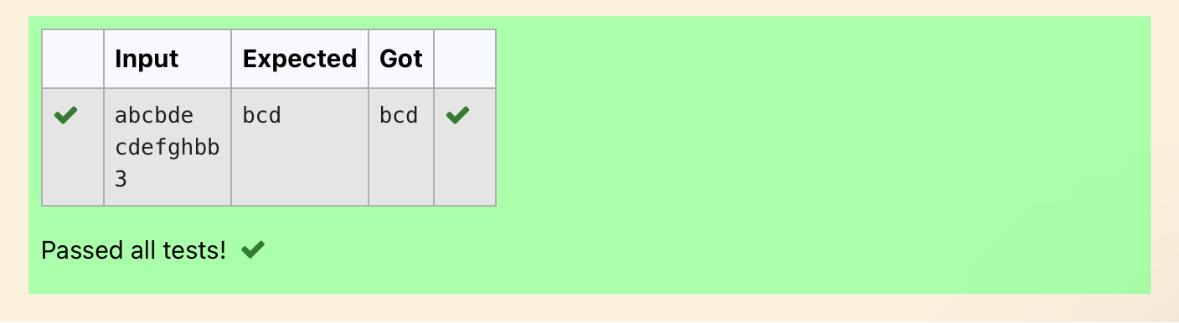 Input Expected Got
abcbde bcd bcd
cdefghbb
3
Passed all tests!